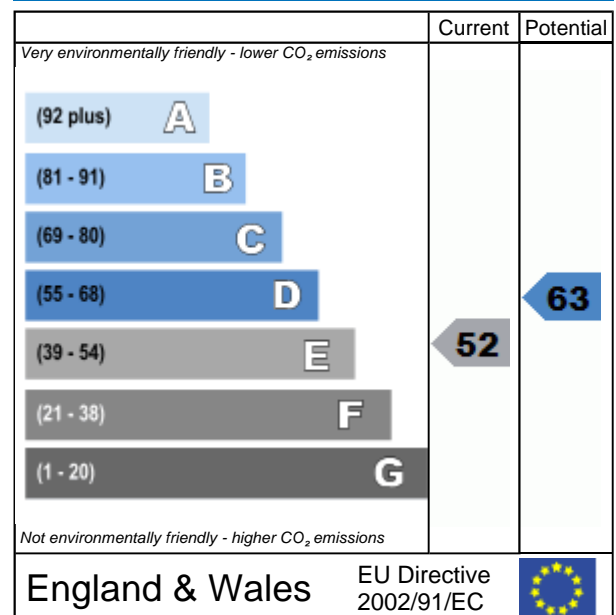 Current Potential
Very environmentally friendly - lower CO₂ emissions
(92 plus) A
(81 - 91) B
(69 - 80) C
(55 - 68) D
63
(39 - 54) E
52
(21 - 38) F
(1 - 20) G
Not environmentally friendly - higher CO₂ emissions
England & Wales
EU Directive
2002/91/EC